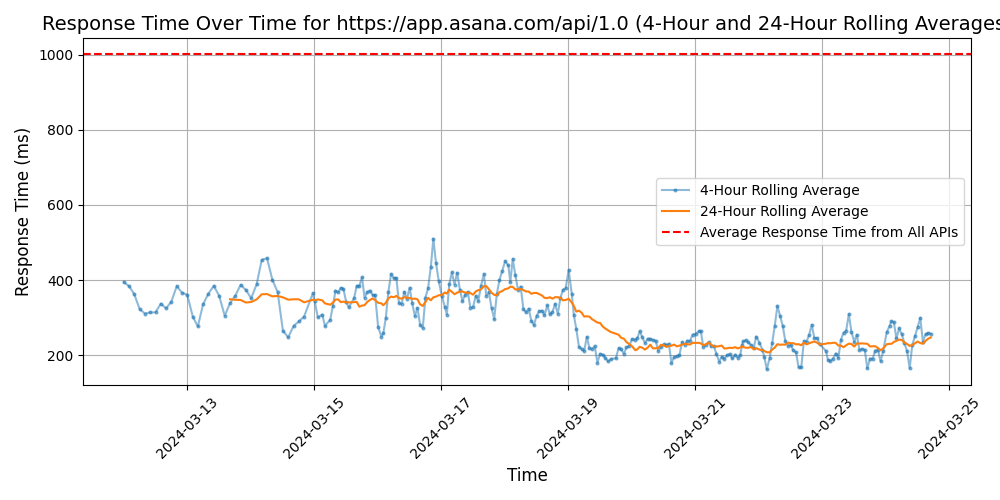 Response Time Over Time for https://app.asana.com/api/1.0 (4-Hour and 24-Hour Rolling Averages
1000
800
600
400
200
Response Time (ms)
4-Hour Rolling Average
24-Hour Rolling Average
Average Response Time from All APIs
2024-03-13
2024-03-15
2024-03-17
2024-03-19
2024-03-21
2024-03-23
2024-03-25
Time